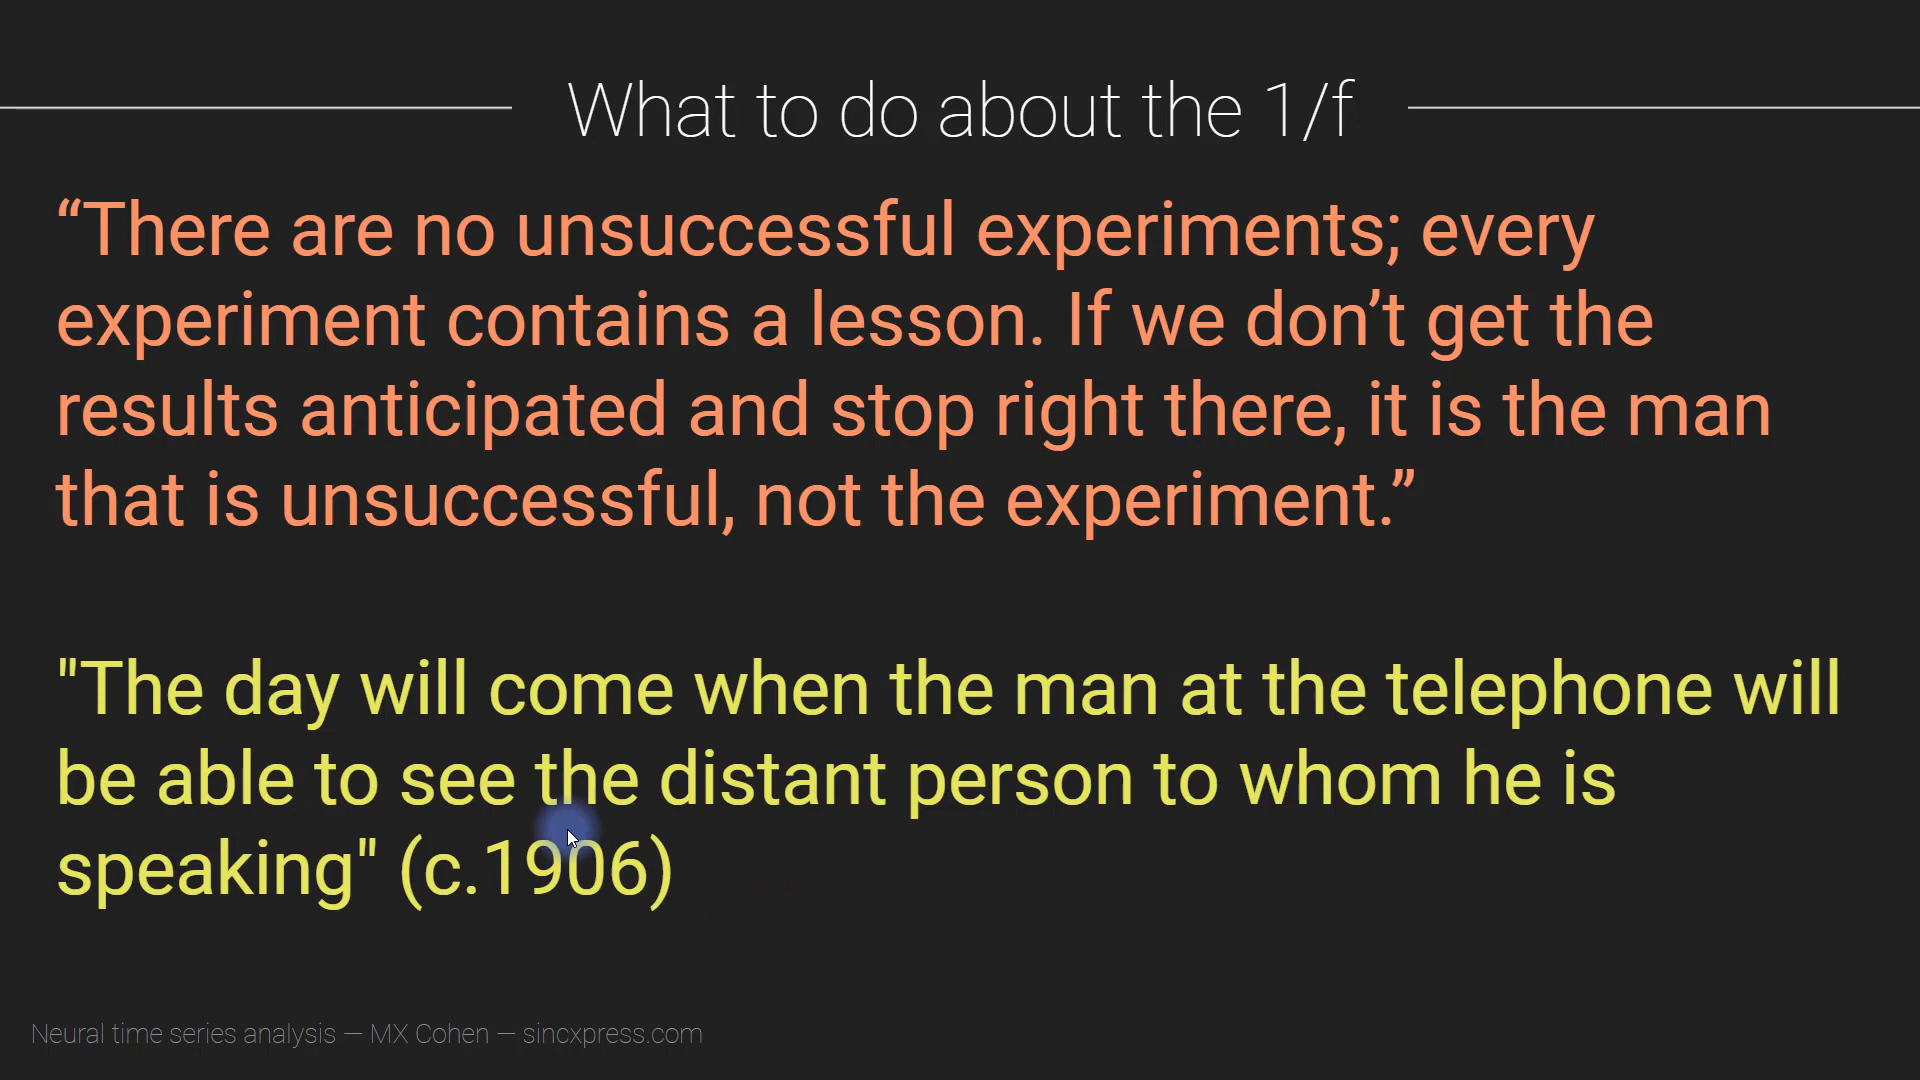 What to do about the 1/f
“There are no unsuccessful experiments; every
experiment contains a lesson. If we don’t get the
results anticipated and stop right there, it is the man
that is unsuccessful, not the experiment.”
"The day will come when the man at the telephone will
be able to see the distant person to whom he is
speaking" (c.1906)
Neural time series analysis — MX Cohen — sincxpress.com